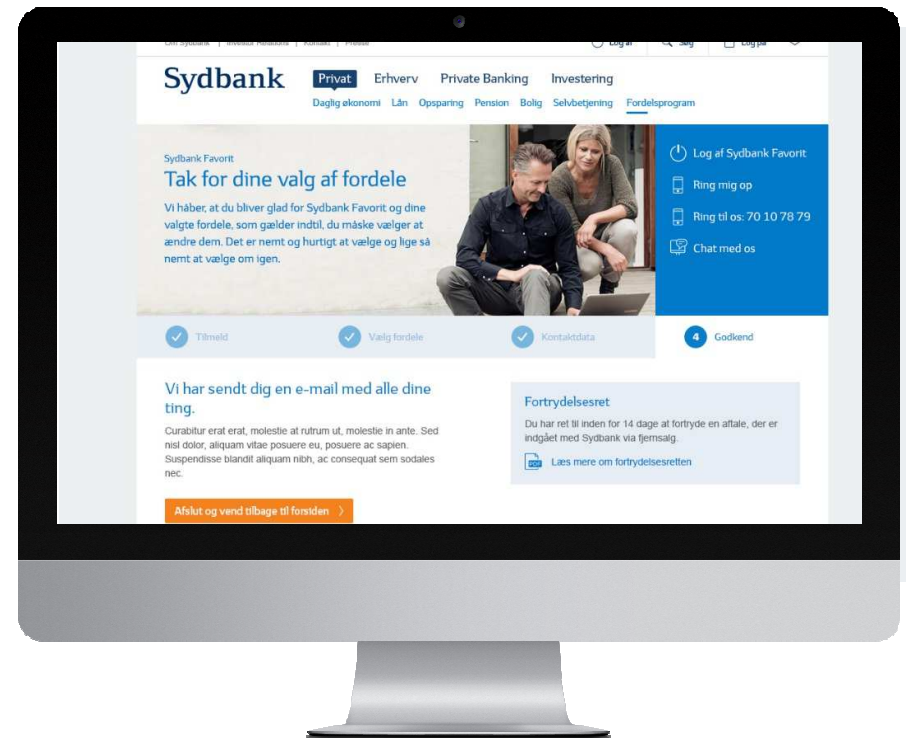 Om Sydbank | Investor Relations | Kontakt | Presse
Log af
Søg
Log på
Sydbank
Privat Erhverv Private Banking Investering
Daglig økonomi Lån Opsparing Pension Bolig Selvbetjening Fordelsprogram
Sydbank Favorit
Tak for dine valg af fordele
Vi håber, at du bliver glad for Sydbank Favorit og dine
valgte fordele, som gælder indtil, du måske vælger at
ændre dem. Det er nemt og hurtigt at vælge og lige så
nemt at vælge om igen.
Log af Sydbank Favorit
Ring mig op
Ring til os: 70 10 78 79
Chat med os
Tilmeld
Vælg fordele
Kontaktdata
4 Godkend
Vi har sendt dig en e-mail med alle dine
ting.
Curabitur erat erat, molestie at rutrum ut, molestie in ante. Sed
nisl dolor, aliquam vitae posuere eu, posuere ac sapien.
Suspendisse blandit aliquam nibh, ac consequat sem sodales
nec.
Afslut og vend tilbage til forsiden
Fortrydelsesret
Du har ret til inden for 14 dage at fortryde en aftale, der er
indgået med Sydbank via fjernsalg.
PDF Læs mere om fortrydelsesretten